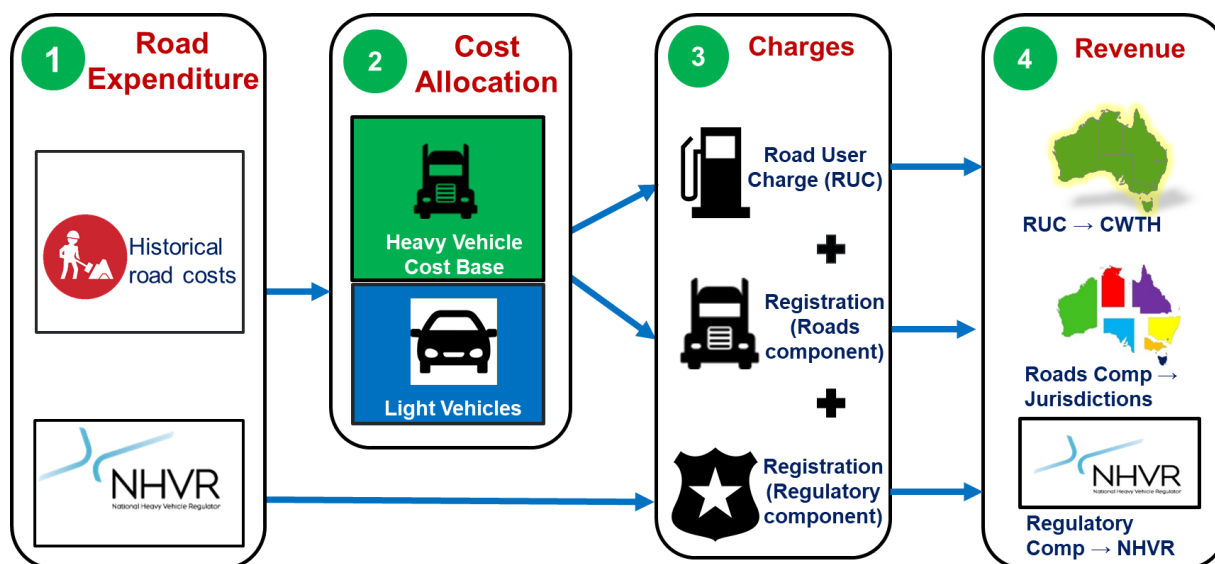 1
Road
Expenditure
Historical
road costs
NHVR
National Heavy Vehicle Regulator
2
Cost
Allocation
Heavy Vehicle
Cost Base
Light Vehicles
3
Charges
Road User
Charge (RUC)
Registration
(Roads
component)
Registration
(Regulatory
component)
4
Revenue
RUC → CWTH
Roads Comp →
Jurisdictions
NHVR
National Heavy Vehicle Regulator
Regulatory
Comp → NHVR